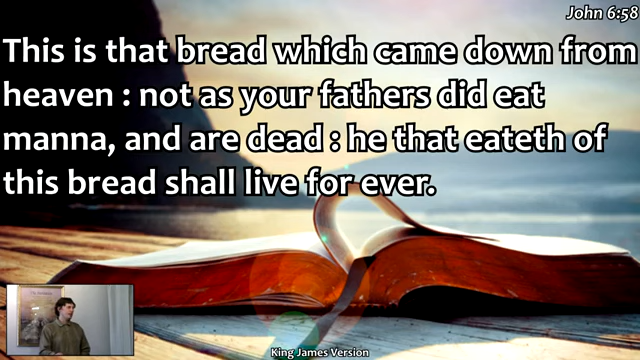 John 6:58
This is that bread which came down from
heaven : not as your fathers did eat
manna, and are dead : he that eateth of
this bread shall live for ever.
King James Version